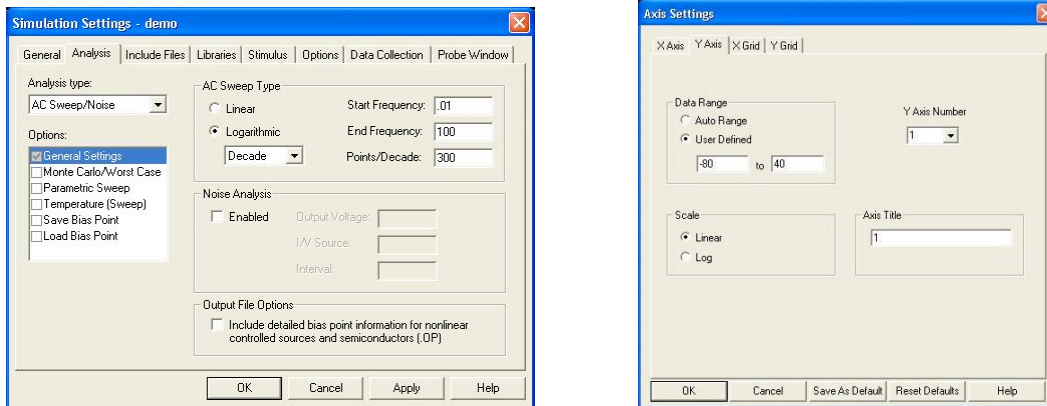 Simulation Settings - demo
General Analysis Include Files Libraries Stimulus Options Data Collection Probe Window
Analysis type:
AC Sweep/Noise
Options:
General Settings
Monte Carlo/Worst Case
Parametric Sweep
Temperature (Sweep)
Save Bias Point
Load Bias Point
AC Sweep Type
Linear
Logarithmic
Decade
Start Frequency: .01
End Frequency: 100
Points/Decade: 300
Noise Analysis
Enabled
Output Voltage:
I/V Source:
Interval:
Output File Options
Include detailed bias point information for nonlinear
controlled sources and semiconductors (.OP)
OK Cancel Apply Help
Axis Settings
X Axis Y Axis X Grid Y Grid
Data Range
Auto Range
User Defined
-80 to 40
Y Axis Number
1
Scale
Linear
Log
Axis Title
1
OK Cancel Save As Default Reset Defaults Help